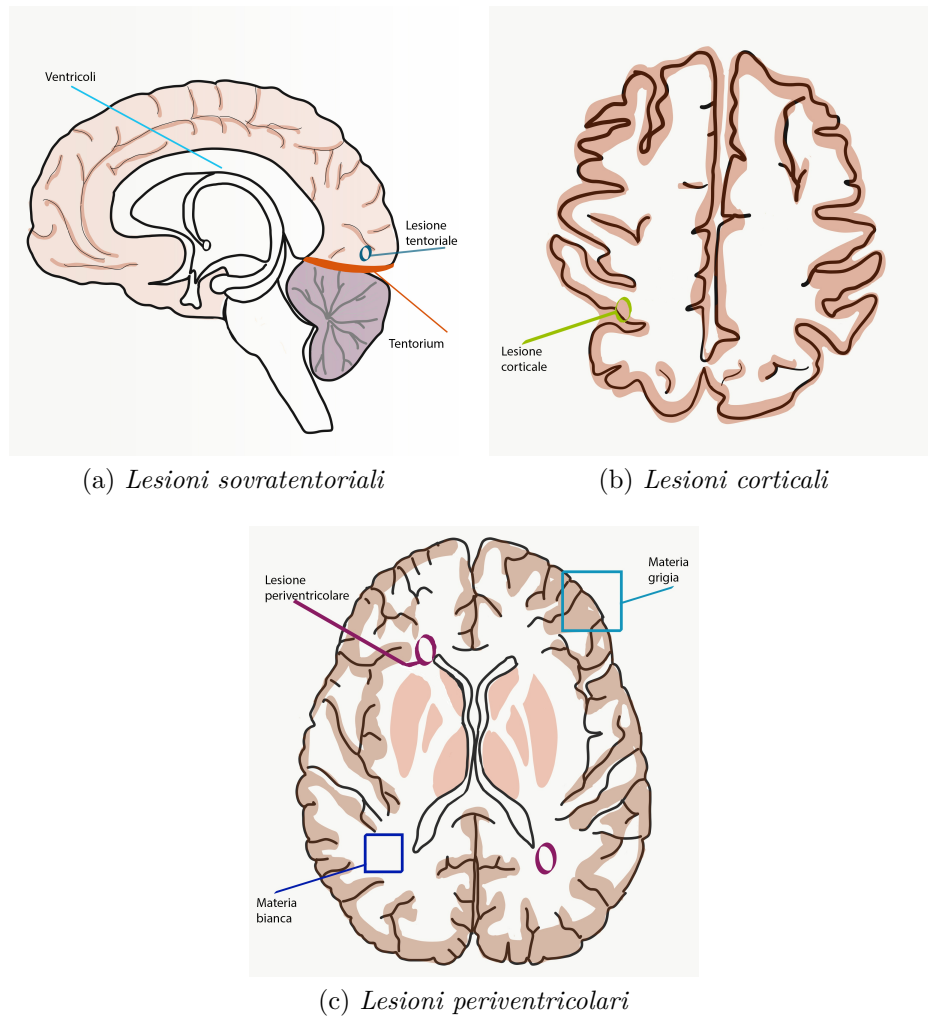 Ventricoli
Lesione
tentoriale
Tentorium
(a) Lesioni sovratentoriali
Lesione
corticale
(b) Lesioni corticali
Lesione
periventricolare
Materia
grigia
Materia
bianca
(c) Lesioni periventricolari